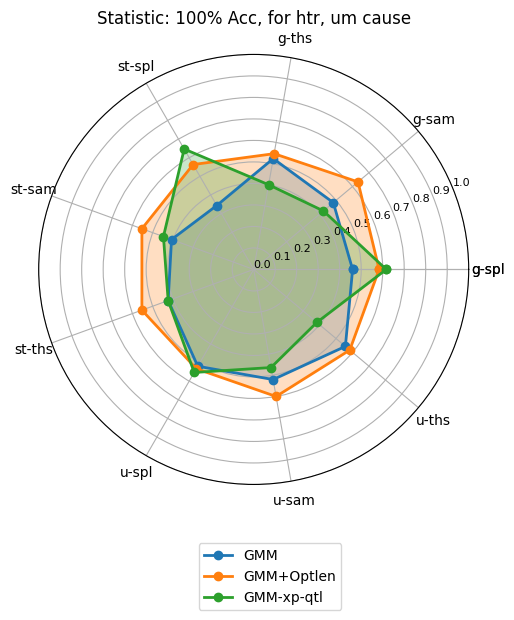 Statistic: 100% Acc, for htr, um cause
g-ths
st-spl
g-sam
1.0
0.9
0.8
0.7
0.6
0.5
0.4
0.3
0.2
0.1
0.0
st-sam
g-spl
st-ths
u-ths
u-spl
u-sam
GMM
GMM+Optlen
GMM-xp-qtl